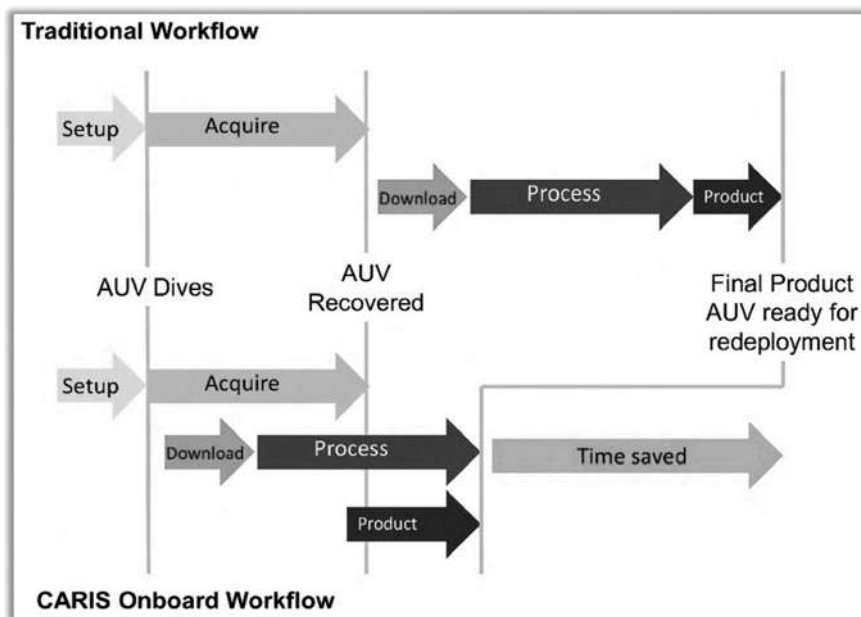 Traditional Workflow
Setup
Acquire
Download
Process
Product
AUV Dives
AUV
Recovered
Final Product
AUV ready for
redeployment
Setup
Acquire
Download
Process
Time saved
Product
CARIS Onboard Workflow